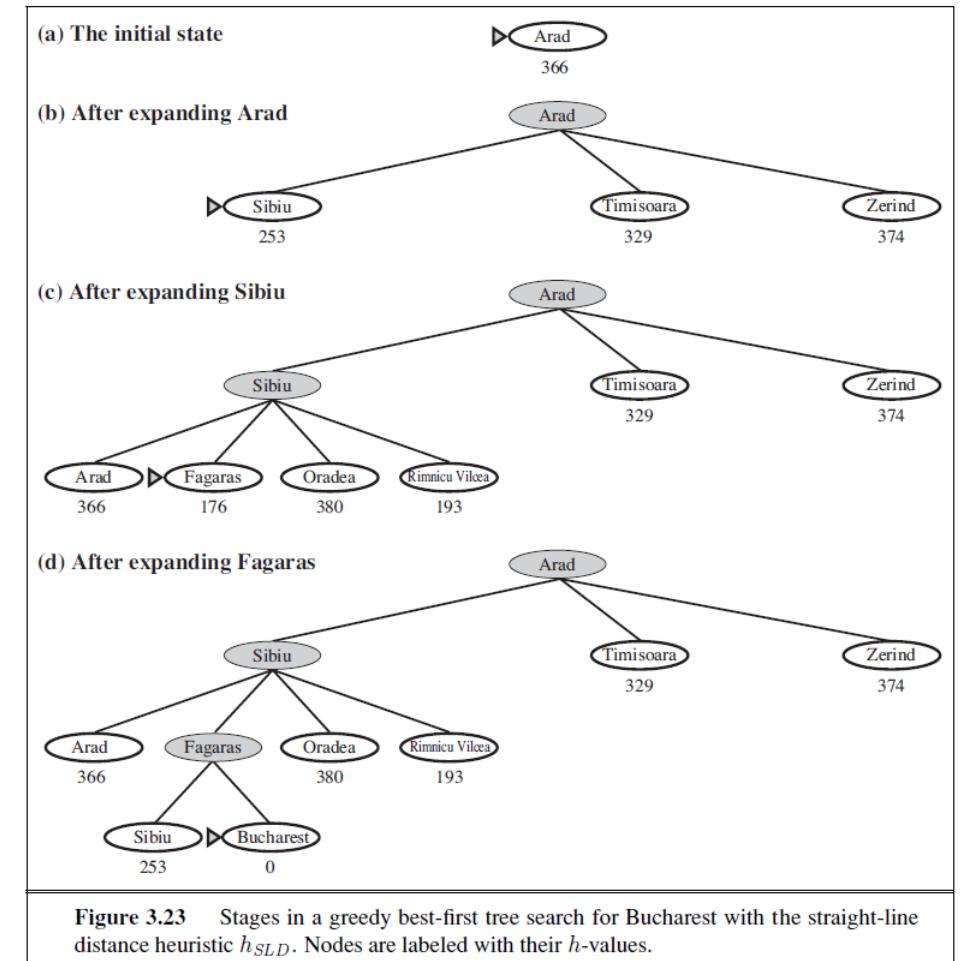 (a) The initial state
Arad
366
(b) After expanding Arad
Arad
Sibiu
Timisoara
Zerind
253
329
374
(c) After expanding Sibiu
Arad
Sibiu
Timisoara
Zerind
329
374
Arad
Fagaras
Oradea
Rimnicu Vilcea
366
176
380
193
(d) After expanding Fagaras
Arad
Sibiu
Timisoara
Zerind
329
374
Arad
Fagaras
Oradea
Rimnicu Vilcea
366
380
193
Sibiu
Bucharest
253
0
Figure 3.23 Stages in a greedy best-first tree search for Bucharest with the straight-line
distance heuristic hSLD. Nodes are labeled with their h-values.